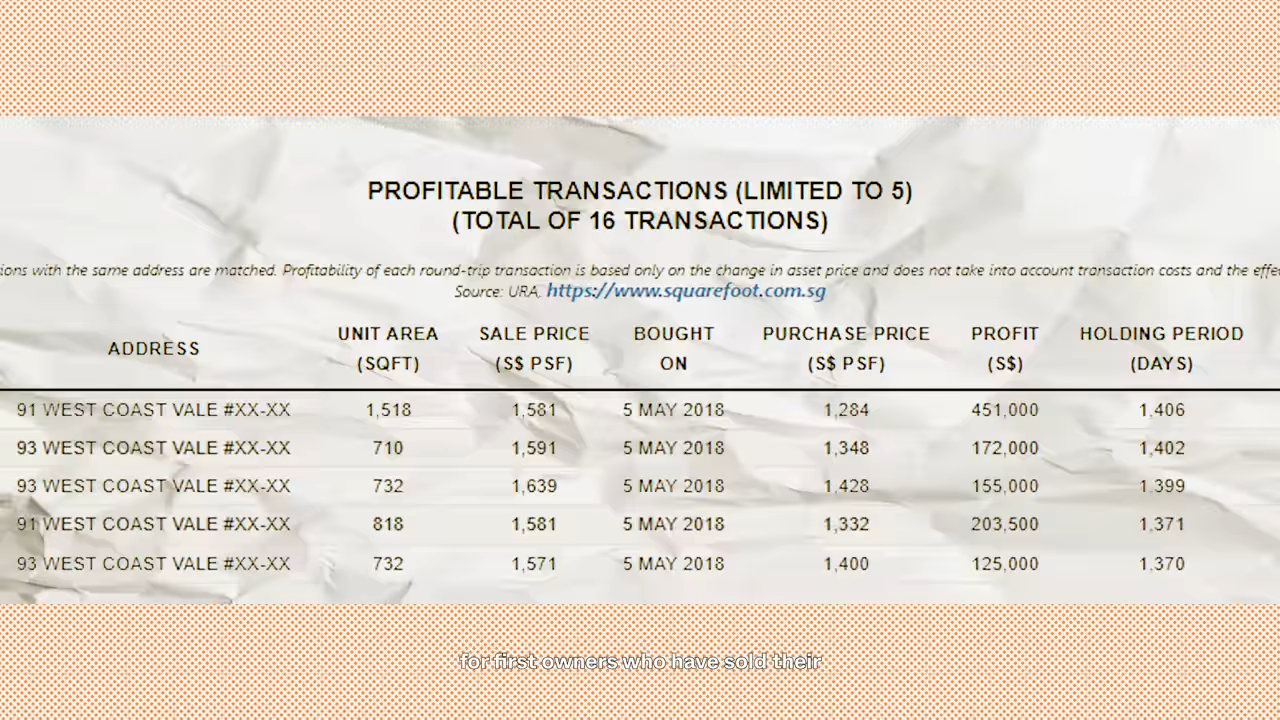 PROFITABLE TRANSACTIONS (LIMITED TO 5)
(TOTAL OF 16 TRANSACTIONS)
with the same address are matched. Profitability of each round-trip transaction is based only on the change in asset price and does not take into account transaction costs and the
Source: URA, https://www.squarefoot.com.sg
ADDRESS UNIT AREA (SQFT) SALE PRICE (S$ PSF) BOUGHT ON PURCHASE PRICE (S$ PSF) PROFIT (S$) HOLDING PERIOD (DAYS)
91 WEST COAST VALE #XX-XX 1,518 1,581 5 MAY 2018 1,284 451,000 1,406
93 WEST COAST VALE #XX-XX 710 1,591 5 MAY 2018 1,348 172,000 1,402
93 WEST COAST VALE #XX-XX 732 1,639 5 MAY 2018 1,428 155,000 1.399
91 WEST COAST VALE #XX-XX 818 1,581 5 MAY 2018 1,332 203,500 1,371
93 WEST COAST VALE #XX-XX 732 1,571 5 MAY 2018 1,400 125,000 1,370
for first owners who have sold their